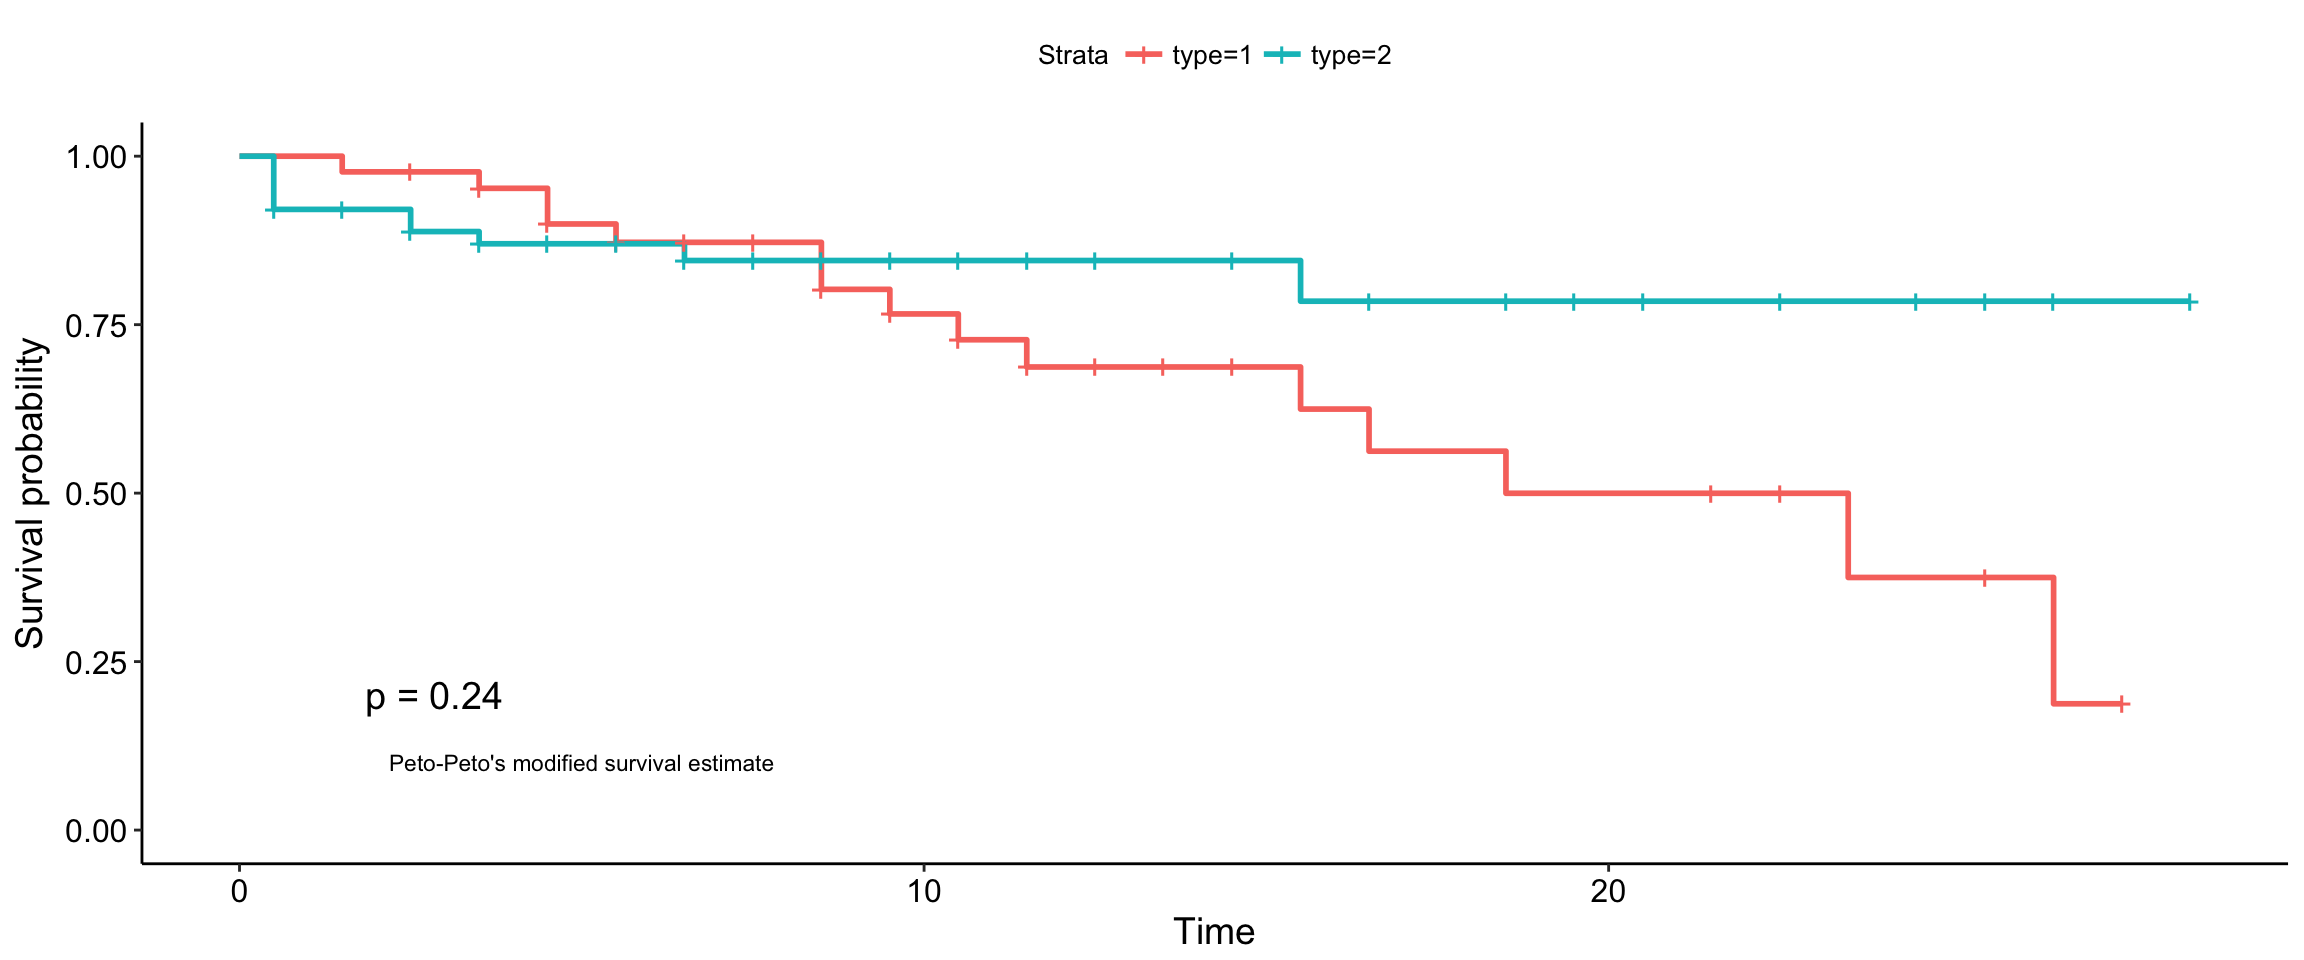 Strata type=1 type=2
1.00
0.75
0.50
0.25
0.00
Survival probability
p = 0.24
Peto-Peto's modified survival estimate
0 10 20
Time